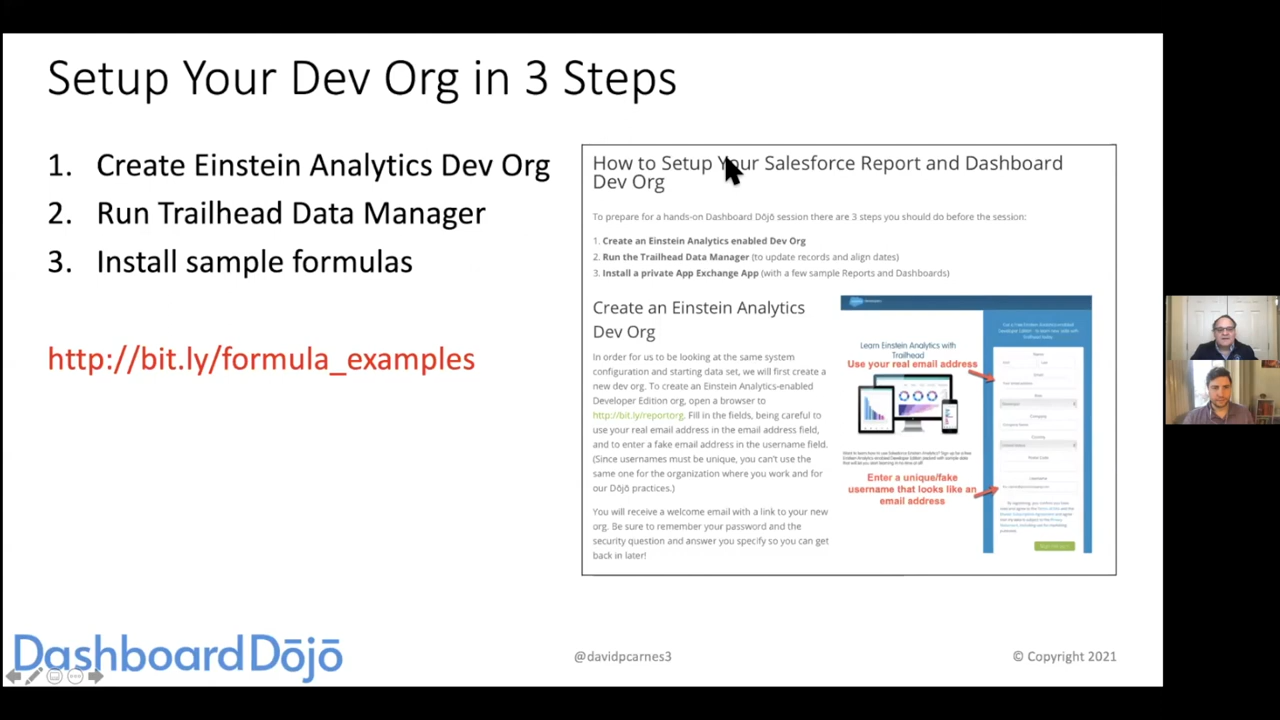 Setup Your Dev Org in 3 Steps
1. Create Einstein Analytics Dev Org
2. Run Trailhead Data Manager
3. Install sample formulas
http://bit.ly/formula_examples
How to Setup Your Salesforce Report and Dashboard
Dev Org
To prepare for a hands-on Dashboard Dōjō session there are 3 steps you should do before the session:
1. Create an Einstein Analytics enabled Dev Org
2. Run the Trailhead Data Manager (to update records and align dates)
3. Install a private App Exchange App (with a few sample Reports and Dashboards)
Create an Einstein Analytics
Dev Org
In order for us to be looking at the same system
configuration and starting data set, we will first create a
new dev org. To create an Einstein Analytics-enabled
Developer Edition org, open a browser to
http://bit.ly/reportorg. Fill in the fields, being careful to
use your real email address in the email address field,
and to enter a fake email address in the username field.
(Since usernames must be unique, you can't use the
same one for the organization where you work and for
our Dōjō practices.)
You will receive a welcome email with a link to your new
org. Be sure to remember your password and the
security question and answer you specify so you can get
back in later!
Learn Einstein Analytics with
Trailhead
Use your real email address
Enter a unique/fake
username that looks like an
email address
DashboardDōjō
@davidpcarnes3
© Copyright 2021